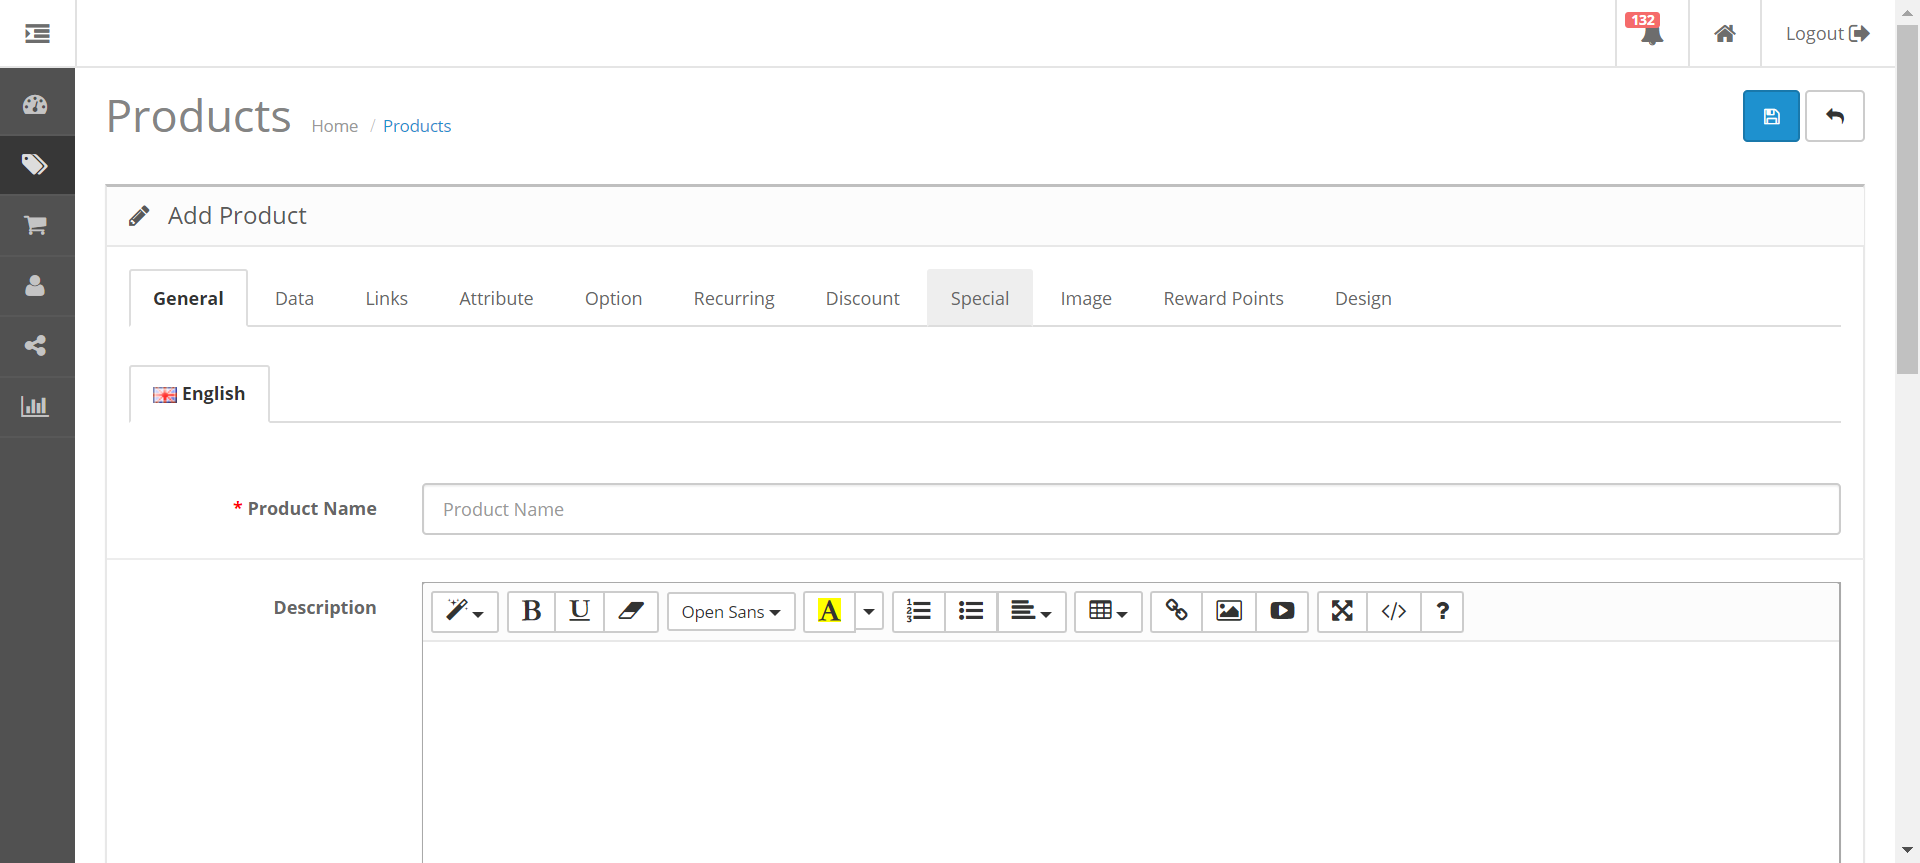 132
Logout
Products
Home / Products
Add Product
General Data Links Attribute Option Recurring Discount Special Image Reward Points Design
English
* Product Name
Product Name
Description
B U Open Sans A </> ?